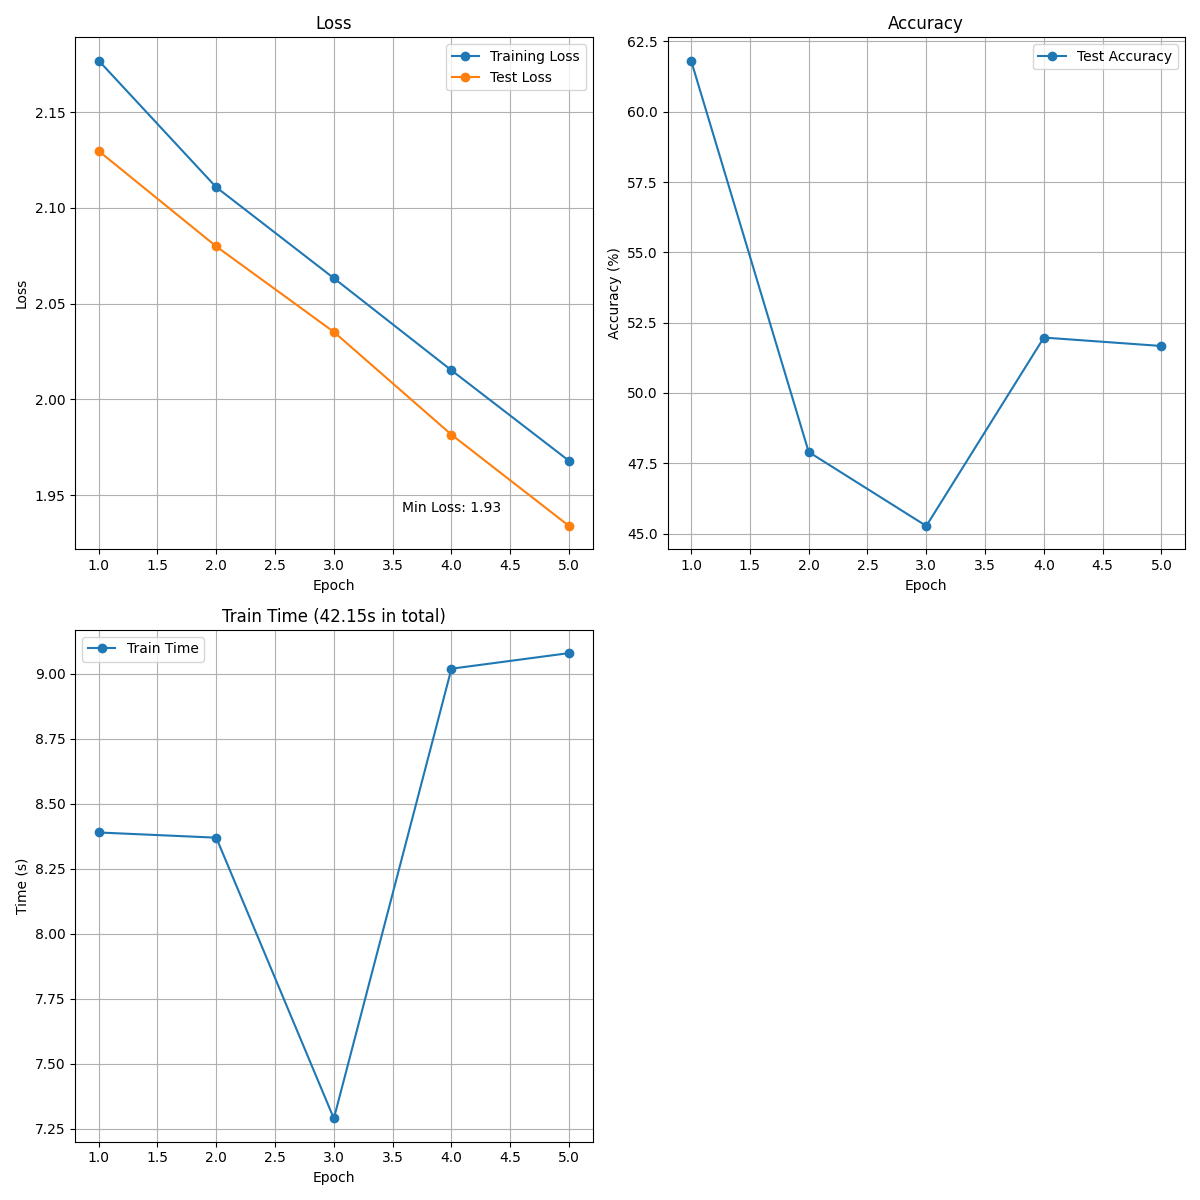 Loss
Training Loss
Test Loss
2.15
2.10
2.05
2.00
1.95
Loss
Min Loss: 1.93
1.0 1.5 2.0 2.5 3.0 3.5 4.0 4.5 5.0
Epoch
Accuracy
Test Accuracy
62.5
60.0
57.5
55.0
52.5
50.0
47.5
45.0
Accuracy (%)
1.0 1.5 2.0 2.5 3.0 3.5 4.0 4.5 5.0
Epoch
Train Time (42.15s in total)
Train Time
9.00
8.75
8.50
8.25
8.00
7.75
7.50
7.25
Time (s)
1.0 1.5 2.0 2.5 3.0 3.5 4.0 4.5 5.0
Epoch